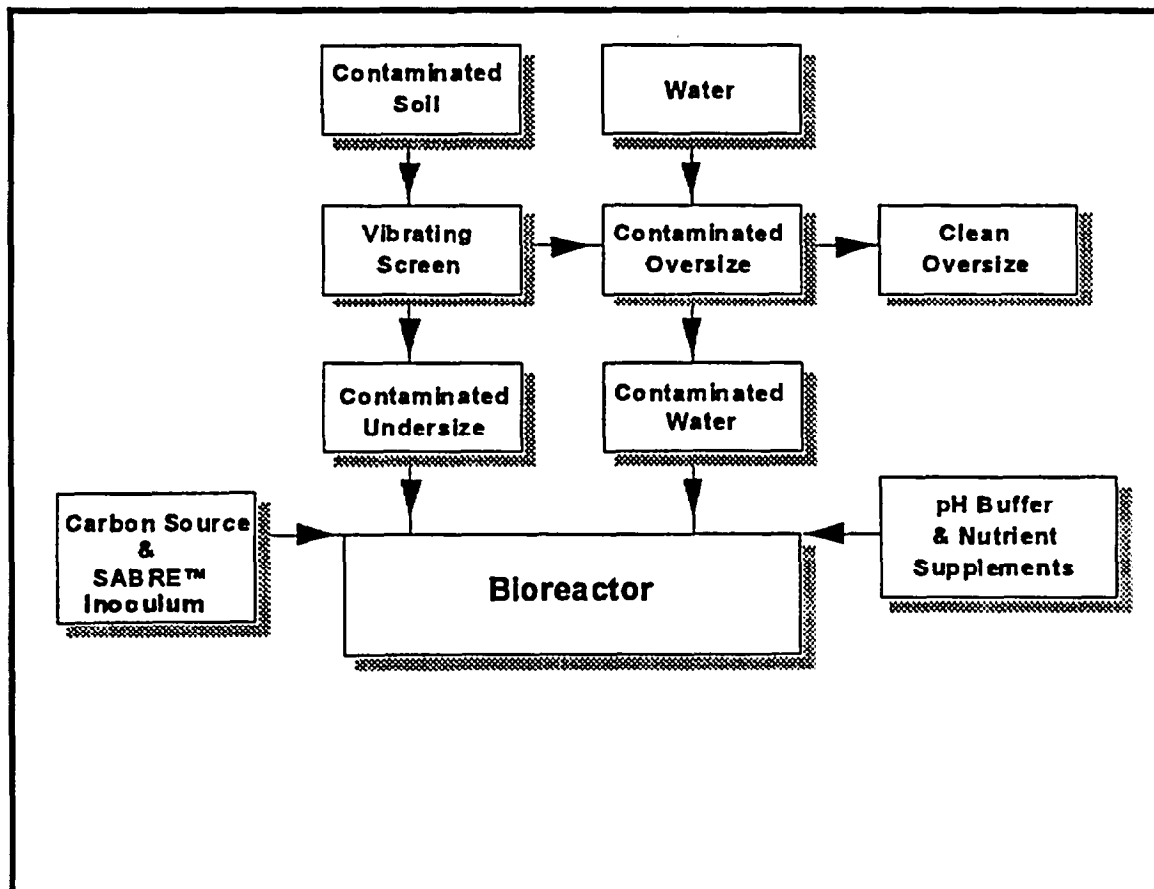 Contaminated
Soil
Water
Vibrating
Screen
Contaminated
Oversize
Clean
Oversize
Contaminated
Undersize
Contaminated
Water
Carbon Source
&
SABRE™
Inoculum
Bioreactor
pH Buffer
& Nutrient
Supplements